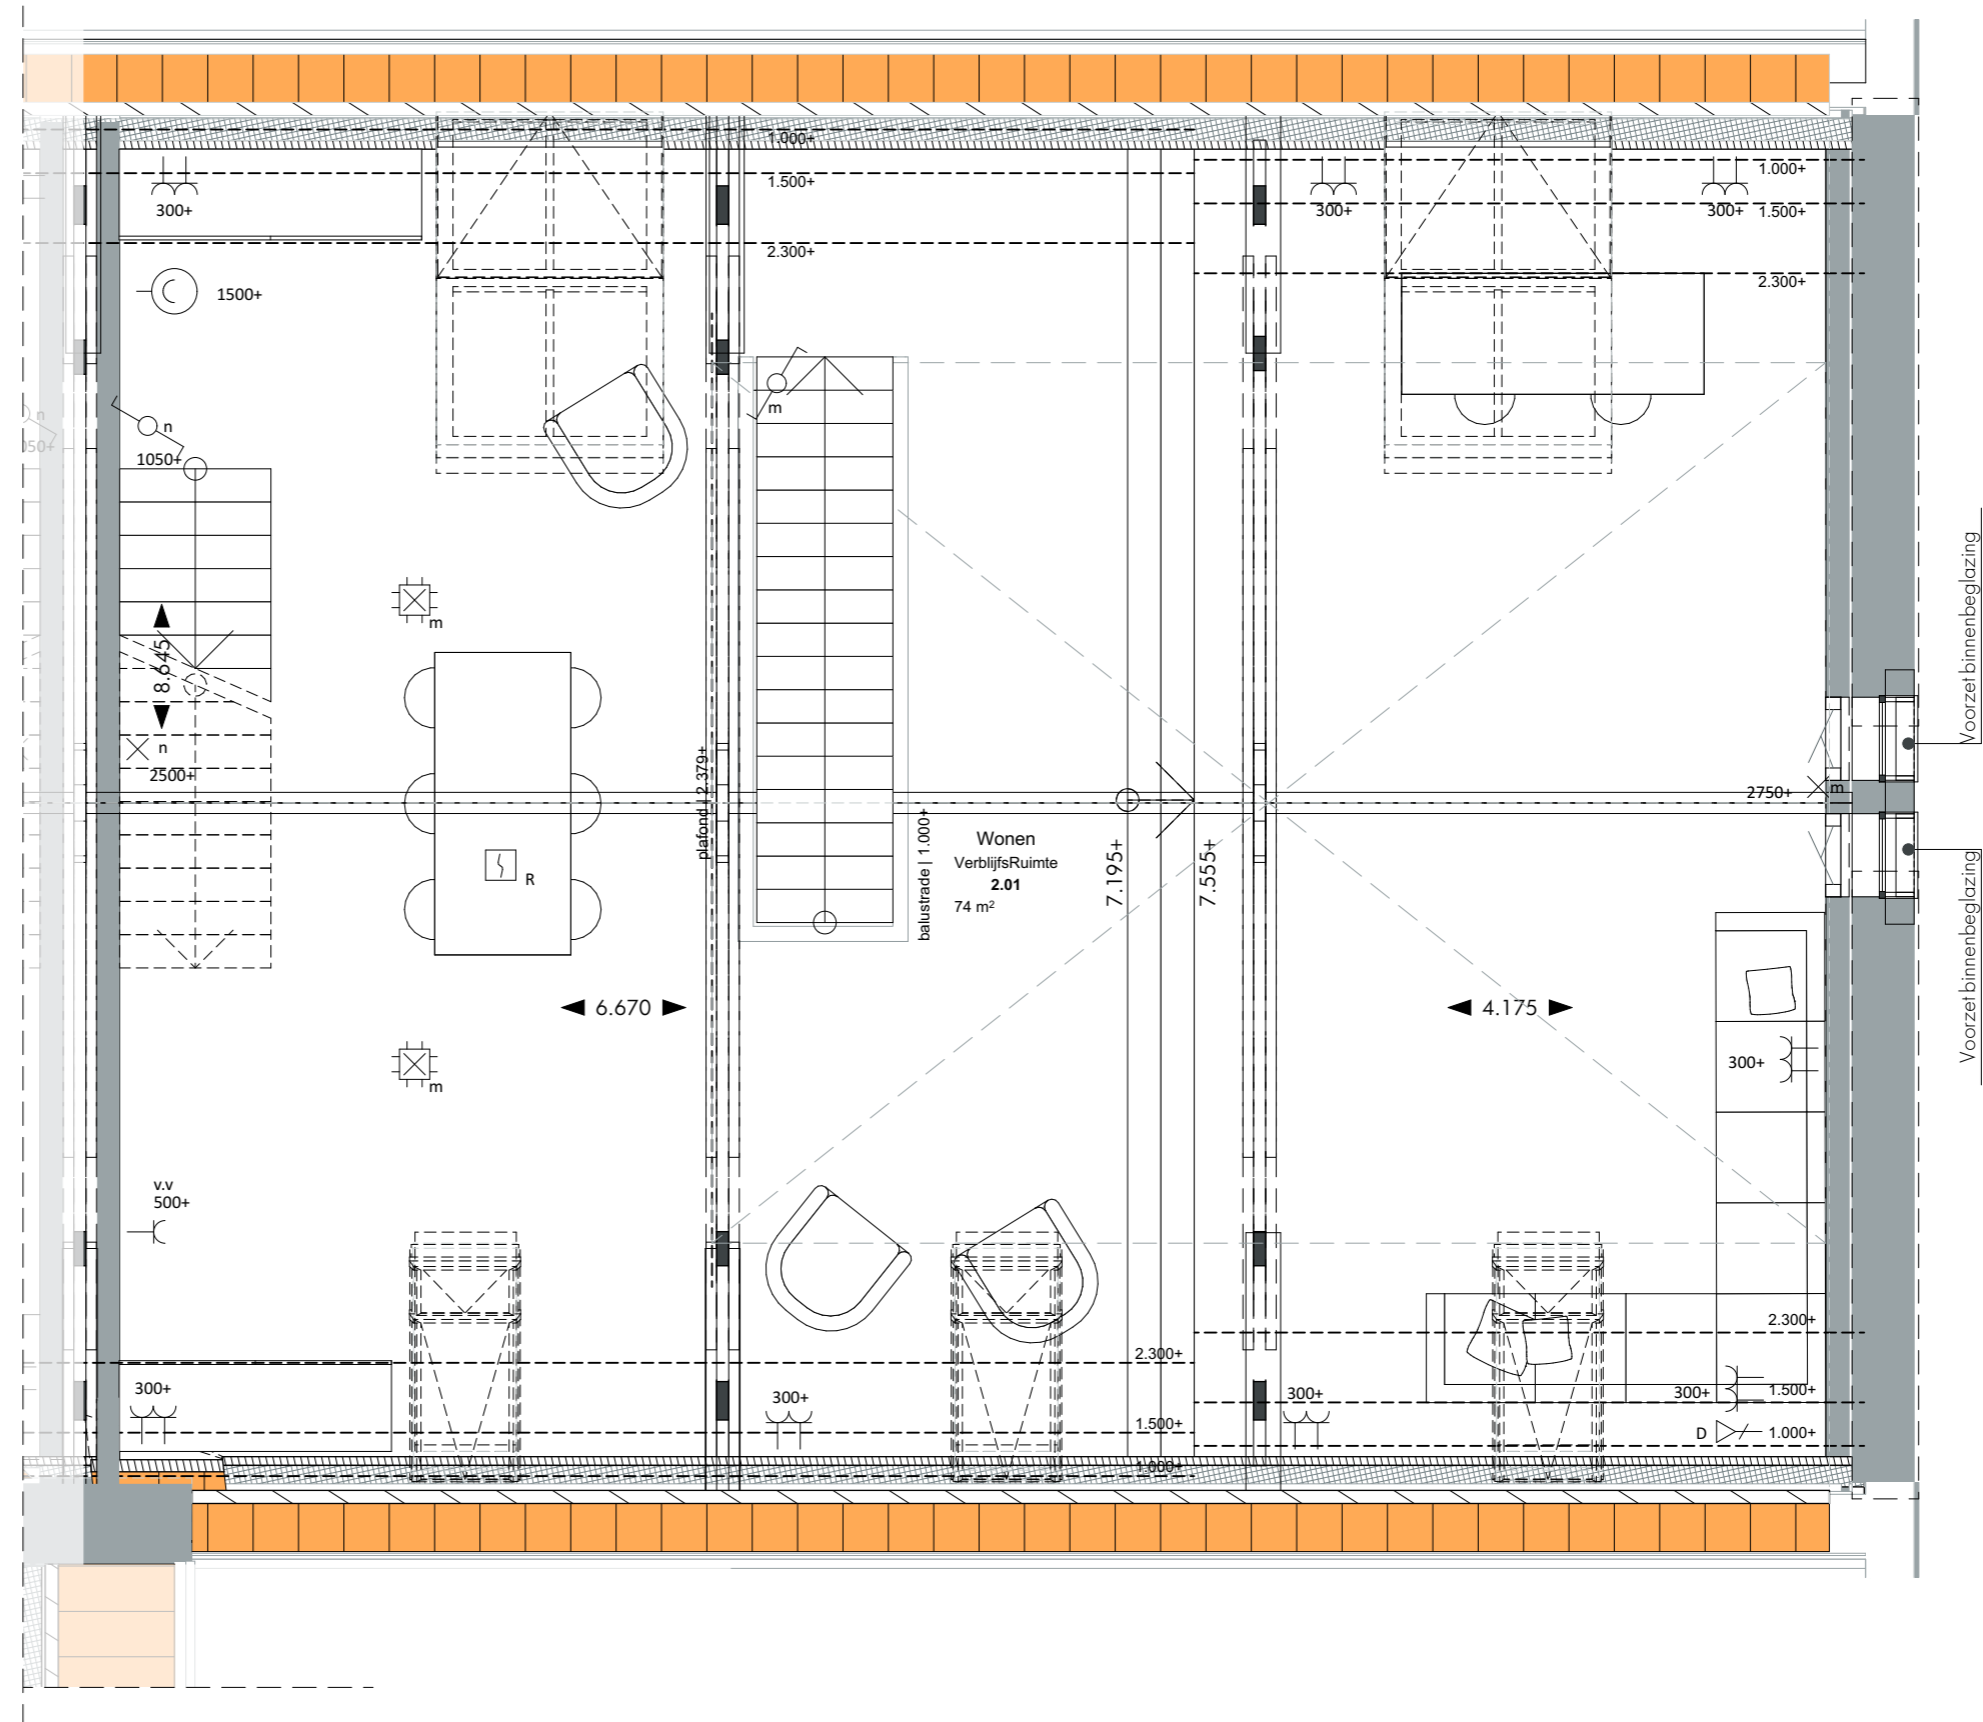 1.000+
1.500+
2.300+
300+
1500+
300+
300+
1.000+
1.500+
2.300+
n
050+
n
1050+
m
m
8.645
n
2500+
plafond | 2.379+
R
balustrade | 1.000+
Wonen
VerblijfsRuimte
2.01
74 m²
7.195+
7.555+
2750+
m
Voorzet binnenbeglazing
Voorzet binnenbeglazing
6.670
4.175
m
300+
v.v
500+
300+
300+
2.300+
1.500+
1.000+
300+
2.300+
300+
1.500+
D
1.000+